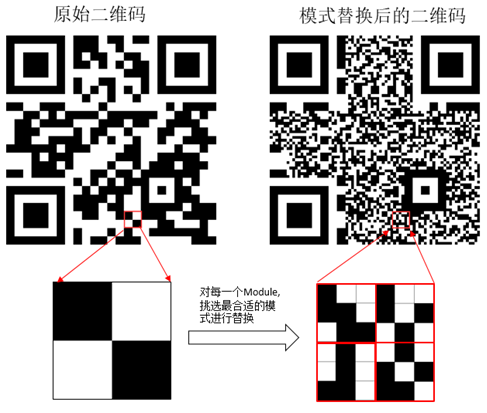 原始二维码
模式替换后的二维码
对每一个Module,
挑选最合适的模
式进行替换